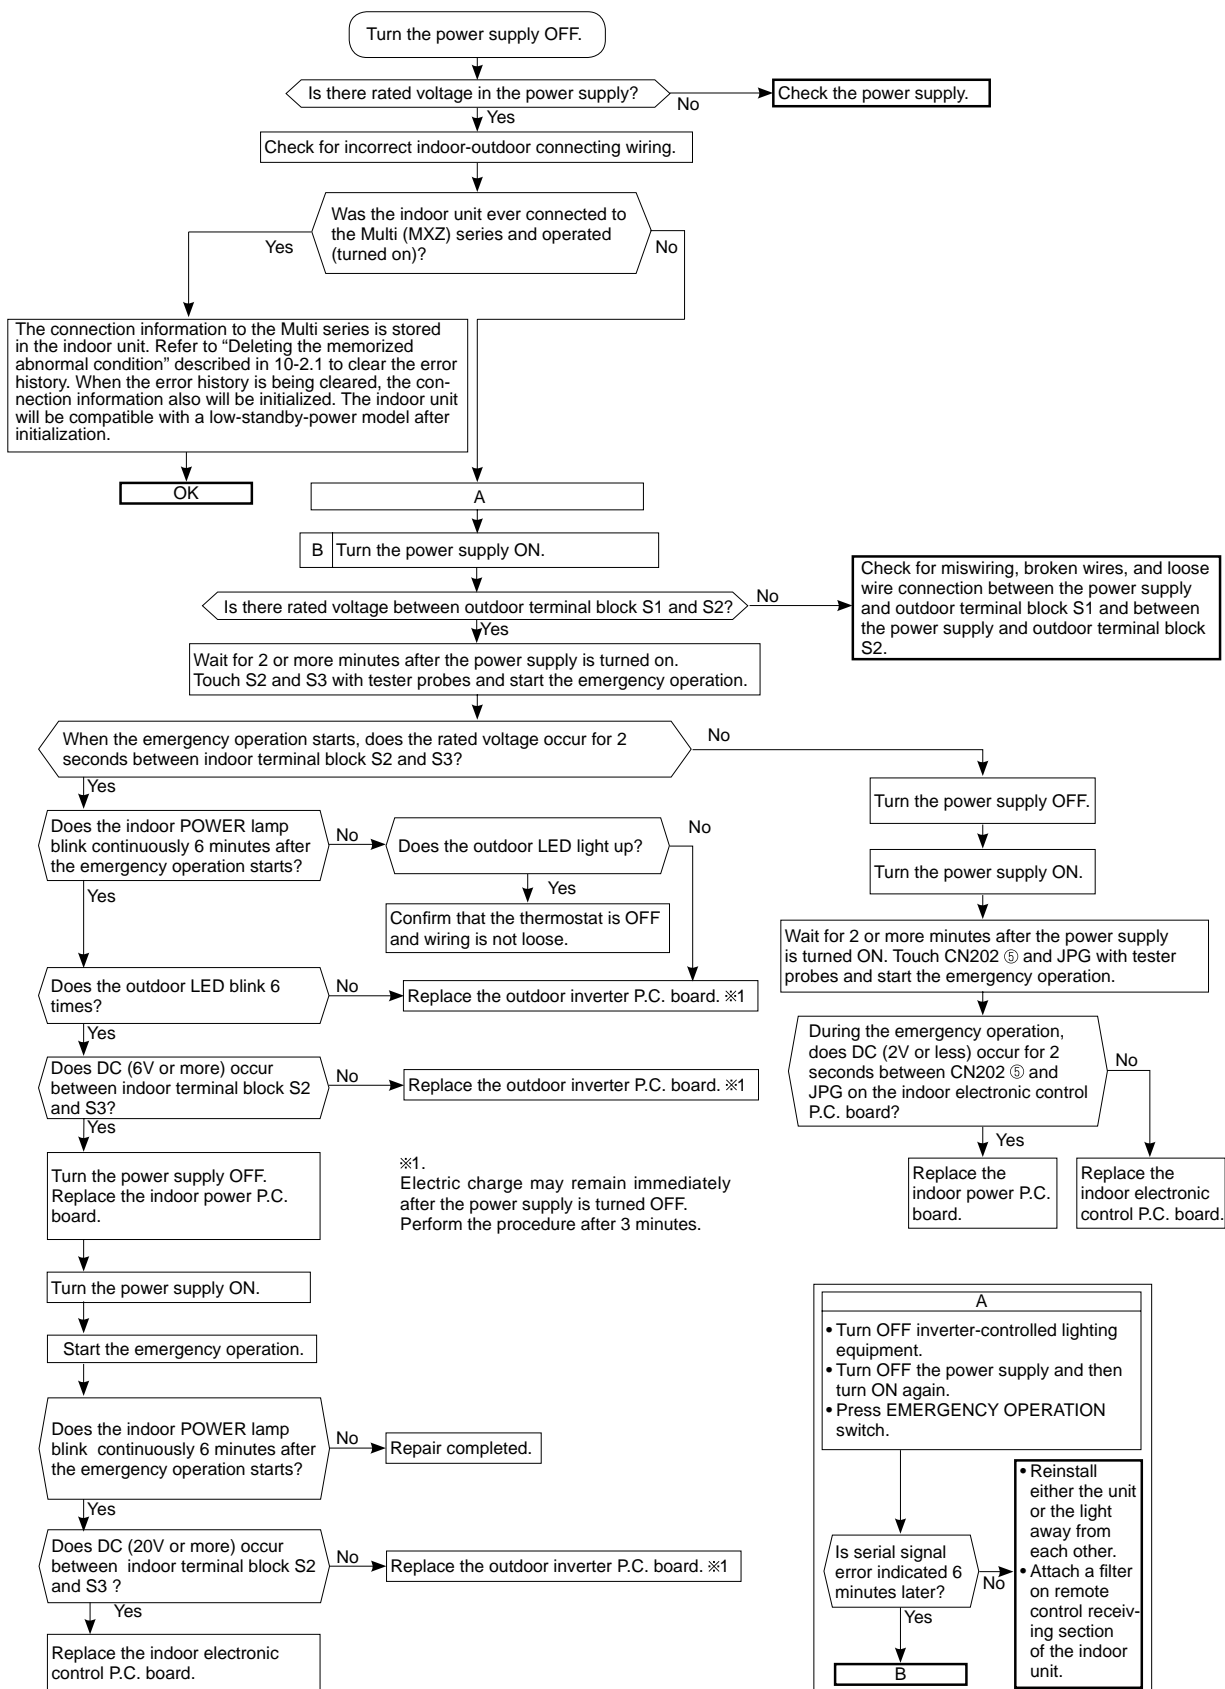 Turn the power supply OFF.
Is there rated voltage in the power supply?
No
Check the power supply.
Yes
Check for incorrect indoor-outdoor connecting wiring.
Was the indoor unit ever connected to
the Multi (MXZ) series and operated
(turned on)?
Yes
No
The connection information to the Multi series is stored
in the indoor unit. Refer to “Deleting the memorized
abnormal condition” described in 10-2.1 to clear the error
history. When the error history is being cleared, the con-
nection information also will be initialized. The indoor unit
will be compatible with a low-standby-power model after
initialization.
OK
A
B Turn the power supply ON.
Is there rated voltage between outdoor terminal block S1 and S2?
No
Check for miswiring, broken wires, and loose
wire connection between the power supply
and outdoor terminal block S1 and between
the power supply and outdoor terminal block
S2.
Yes
Wait for 2 or more minutes after the power supply is turned on.
Touch S2 and S3 with tester probes and start the emergency operation.
When the emergency operation starts, does the rated voltage occur for 2
seconds between indoor terminal block S2 and S3?
No
Yes
Turn the power supply OFF.
Turn the power supply ON.
Wait for 2 or more minutes after the power supply
is turned ON. Touch CN202 ⑤ and JPG with tester
probes and start the emergency operation.
During the emergency operation,
does DC (2V or less) occur for 2
seconds between CN202 ⑤ and
JPG on the indoor electronic control
P.C. board?
No
Yes
Replace the
indoor power P.C.
board.
Replace the
indoor electronic
control P.C. board.
Does the indoor POWER lamp
blink continuously 6 minutes after
the emergency operation starts?
No
Does the outdoor LED light up?
No
Yes
Yes
Confirm that the thermostat is OFF
and wiring is not loose.
Does the outdoor LED blink 6
times?
No
Replace the outdoor inverter P.C. board. ※1
Yes
Does DC (6V or more) occur
between indoor terminal block S2
and S3?
No
Replace the outdoor inverter P.C. board. ※1
Yes
Turn the power supply OFF.
Replace the indoor power P.C.
board.
※1.
Electric charge may remain immediately
after the power supply is turned OFF.
Perform the procedure after 3 minutes.
Turn the power supply ON.
Start the emergency operation.
Does the indoor POWER lamp
blink continuously 6 minutes after
the emergency operation starts?
No
Repair completed.
Yes
Does DC (20V or more) occur
between indoor terminal block S2
and S3 ?
No
Replace the outdoor inverter P.C. board. ※1
Yes
Replace the indoor electronic
control P.C. board.
A
• Turn OFF inverter-controlled lighting
equipment.
• Turn OFF the power supply and then
turn ON again.
• Press EMERGENCY OPERATION
switch.
Is serial signal
error indicated 6
minutes later?
No
• Reinstall
either the unit
or the light
away from
each other.
• Attach a filter
on remote
control receiv-
ing section
of the indoor
unit.
Yes
B